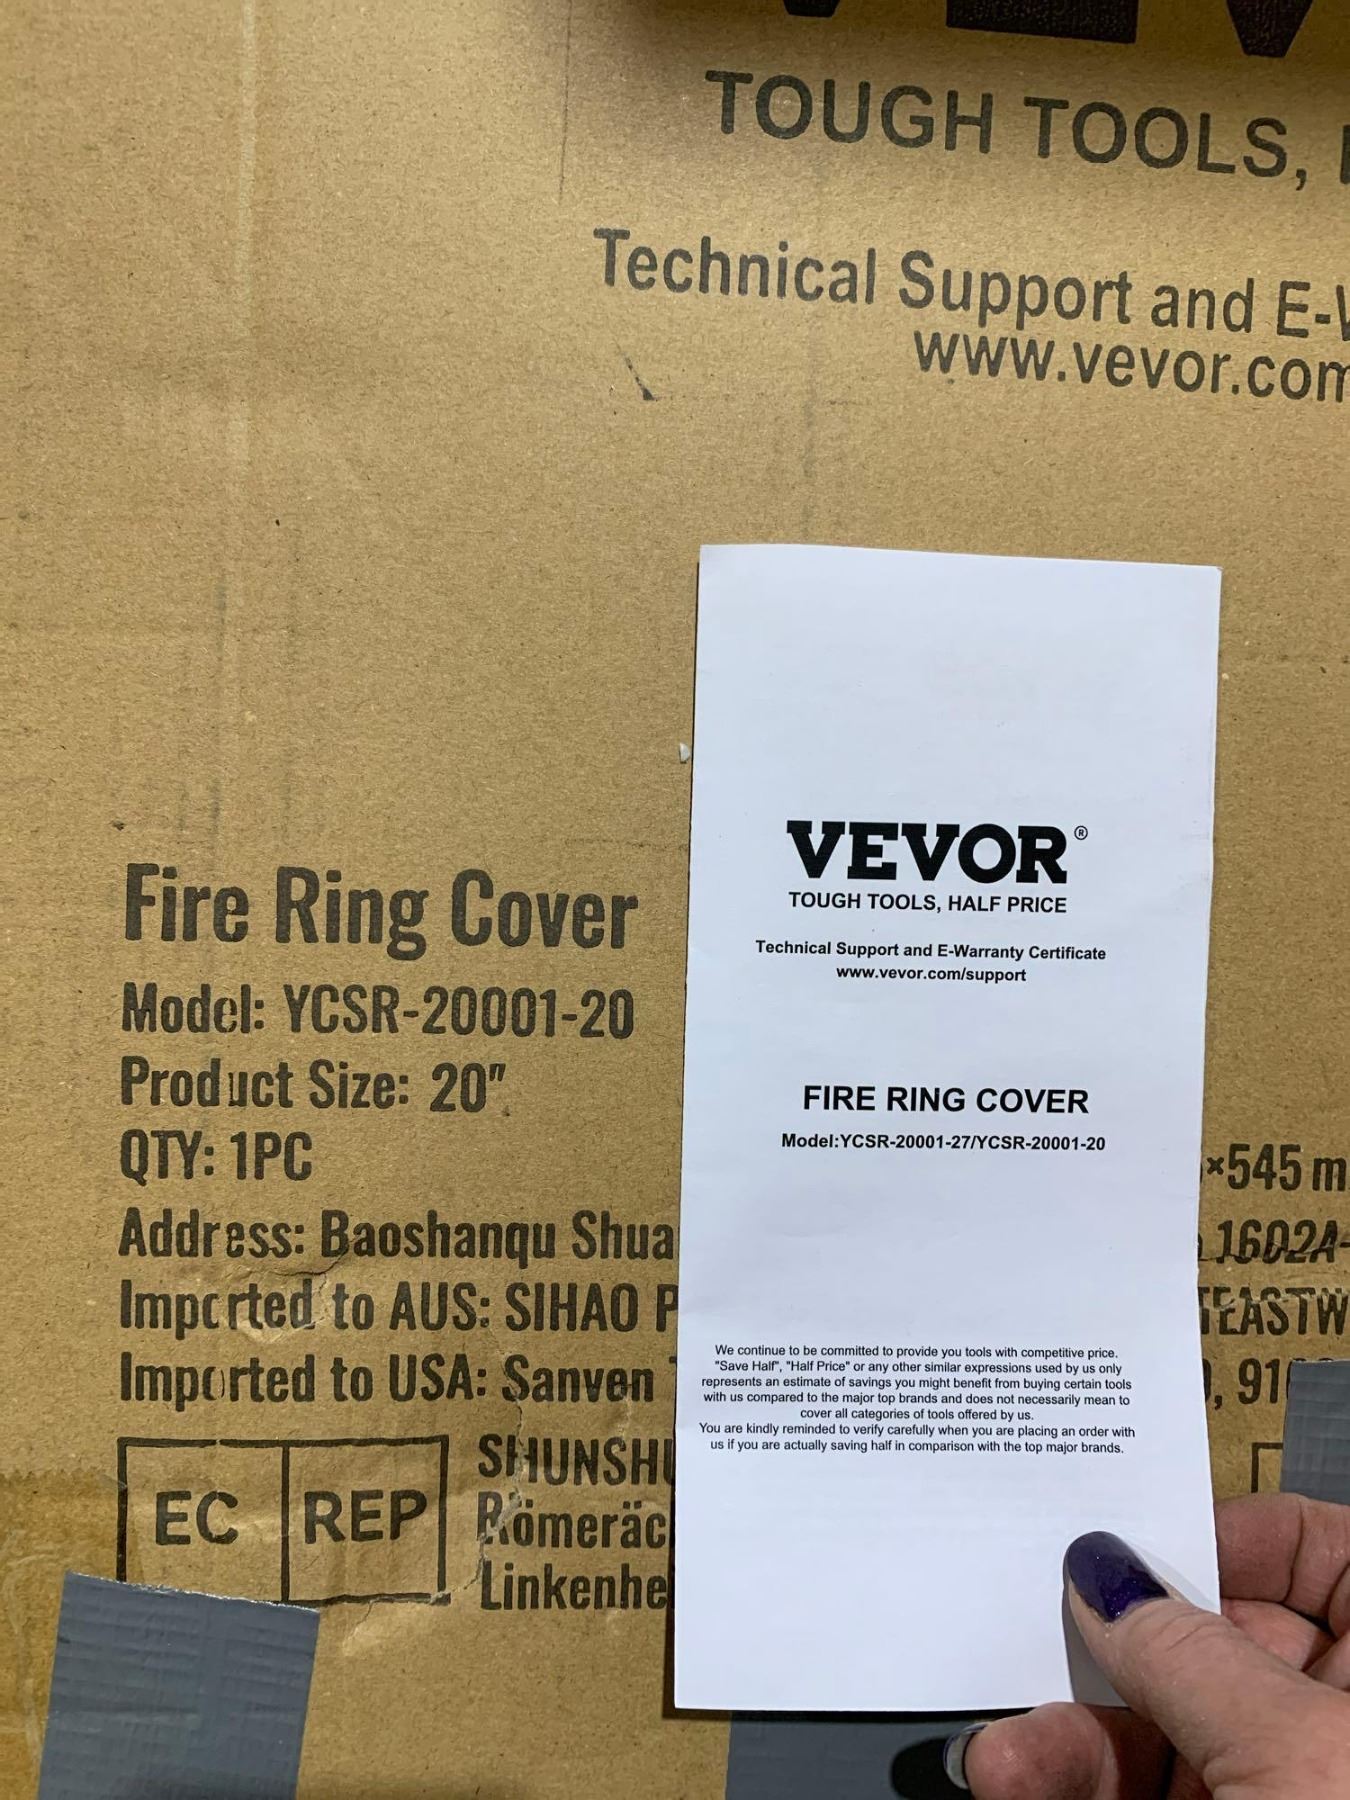 TOUGH TOOLS,
Technical Support and
www.vevor.com
Fire Ring Cover
Model: YCSR-20001-20
Product Size: 20"
QTY: 1PC
×545 m
Address: Baoshanqu Shua
1602A-
Imported to AUS: SIHAO P
TEASTW
Imported to USA: Sanven
, 91
EC REP
SHUNSHU
Römeräc
Linkenhe
VEVOR®
TOUGH TOOLS, HALF PRICE
Technical Support and E-Warranty Certificate
www.vevor.com/support
FIRE RING COVER
Model:YCSR-20001-27/YCSR-20001-20
We continue to be committed to provide you tools with competitive price.
"Save Half", "Half Price" or any other similar expressions used by us only
represents an estimate of savings you might benefit from buying certain tools
with us compared to the major top brands and does not necessarily mean to
cover all categories of tools offered by us.
You are kindly reminded to verify carefully when you are placing an order with
us if you are actually saving half in comparison with the top major brands.